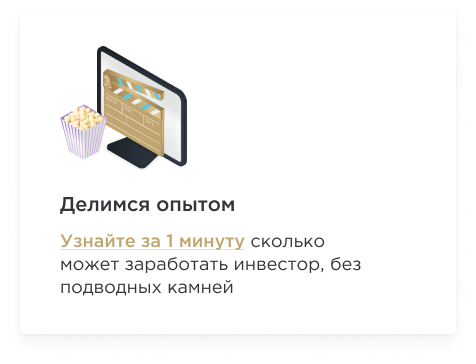 Делимся опытом
Узнайте за 1 минуту сколько
может заработать инвестор, без
подводных камней